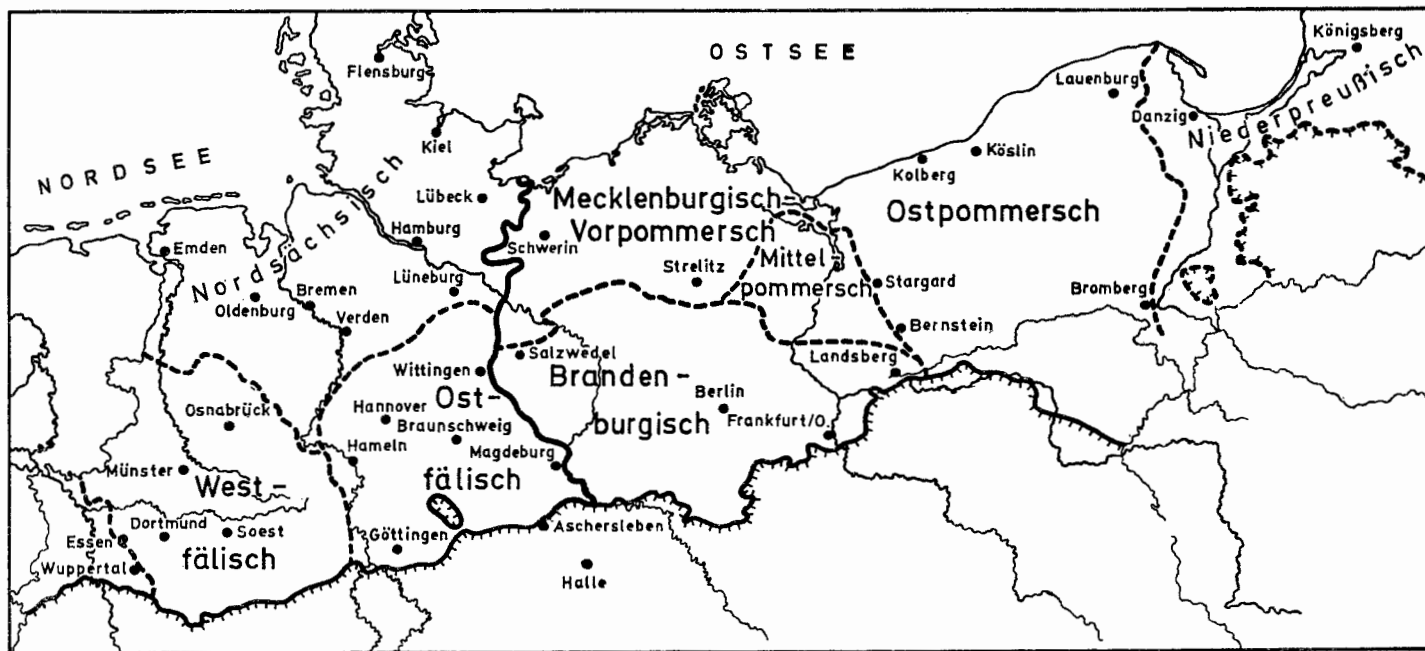 OSTSEE
Königsberg
Flensburg
Lauenburg
Danzig
Niederpreußisch
Kiel
Köslin
Kolberg
NORDSEE
Lübeck
Mecklenburgisch-
Vorpommersch
Ostpommersch
Hamburg
Schwerin
Emden
Nordsächsisch
Strelitz
Mittel-
pommersch
Stargard
Lüneburg
Bremen
Oldenburg
Bromberg
Verden
Bernstein
Salzwedel
Landsberg
Wittingen
Branden-
burgisch
Berlin
Ost-
fälisch
Hannover
Osnabrück
Braunschweig
Frankfurt/O.
Hameln
Magdeburg
Münster
West-
fälisch
Dortmund
Soest
Essen
Göttingen
Aschersleben
Wuppertal
Halle